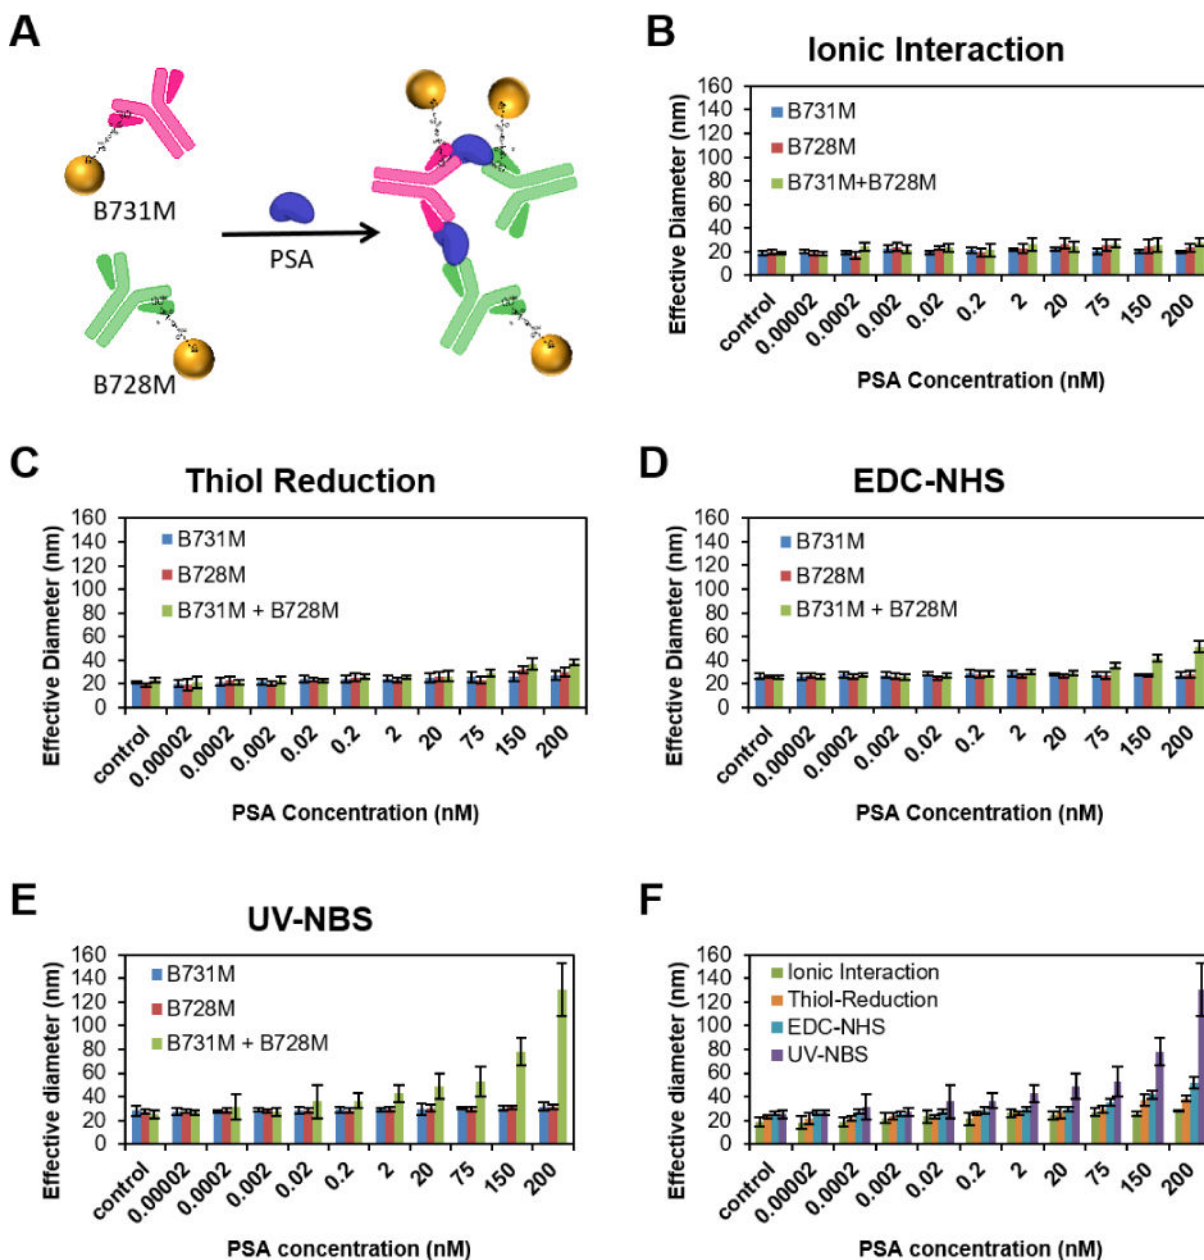 A
B731M
PSA
B728M
B
Ionic Interaction
Effective Diameter (nm)
160
140
120
100
80
60
40
20
0
B731M
B728M
B731M+B728M
control
0.00002
0.0002
0.002
0.02
0.2
2
20
75
150
200
PSA Concentration (nM)
C
Thiol Reduction
Effective Diameter (nm)
160
140
120
100
80
60
40
20
0
B731M
B728M
B731M + B728M
control
0.00002
0.0002
0.002
0.02
0.2
2
20
75
150
200
PSA Concentration (nM)
D
EDC-NHS
Effective Diameter (nm)
160
140
120
100
80
60
40
20
0
B731M
B728M
B731M + B728M
control
0.00002
0.0002
0.002
0.02
0.2
2
20
75
150
200
PSA Concentration (nM)
E
UV-NBS
Effective diameter (nm)
160
140
120
100
80
60
40
20
0
B731M
B728M
B731M + B728M
control
0.00002
0.0002
0.002
0.02
0.2
2
20
75
150
200
PSA concentration (nM)
F
Effective diameter (nm)
160
140
120
100
80
60
40
20
0
Ionic Interaction
Thiol-Reduction
EDC-NHS
UV-NBS
control
0.00002
0.0002
0.002
0.02
0.2
2
20
75
150
200
PSA concentration (nM)